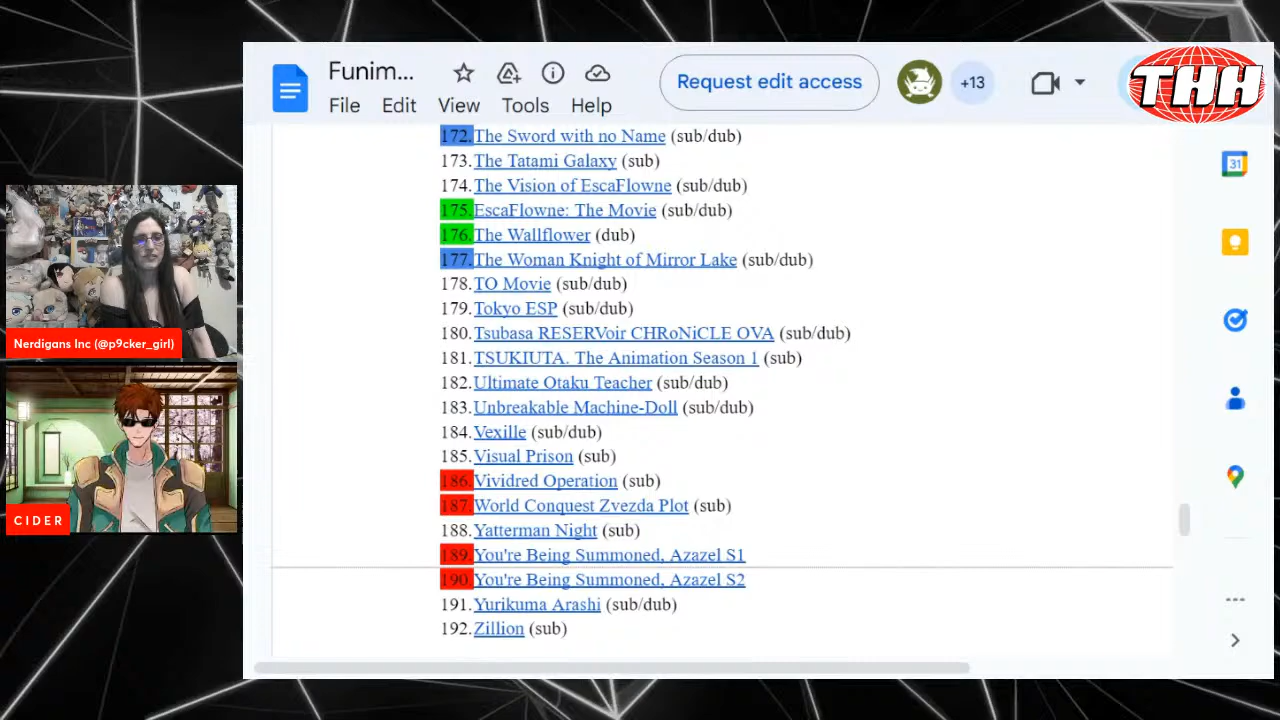 Funim...
Request edit access
+13
File Edit View Tools Help
THH
31
172. The Sword with no Name (sub/dub)
173. The Tatami Galaxy (sub)
174. The Vision of EscaFlowne (sub/dub)
175. EscaFlowne: The Movie (sub/dub)
176. The Wallflower (dub)
177. The Woman Knight of Mirror Lake (sub/dub)
178. TO Movie (sub/dub)
179. Tokyo ESP (sub/dub)
180. Tsubasa RESERVoir CHRoNiCLE OVA (sub/dub)
181. TSUKIUTA. The Animation Season 1 (sub)
182. Ultimate Otaku Teacher (sub/dub)
183. Unbreakable Machine-Doll (sub/dub)
184. Vexille (sub/dub)
185. Visual Prison (sub)
186. Vividred Operation (sub)
187. World Conquest Zvezda Plot (sub)
188. Yatterman Night (sub)
189. You're Being Summoned, Azazel S1
190. You're Being Summoned, Azazel S2
191. Yurikuma Arashi (sub/dub)
192. Zillion (sub)
Nerdigans Inc (@p9cker_girl)
CIDER